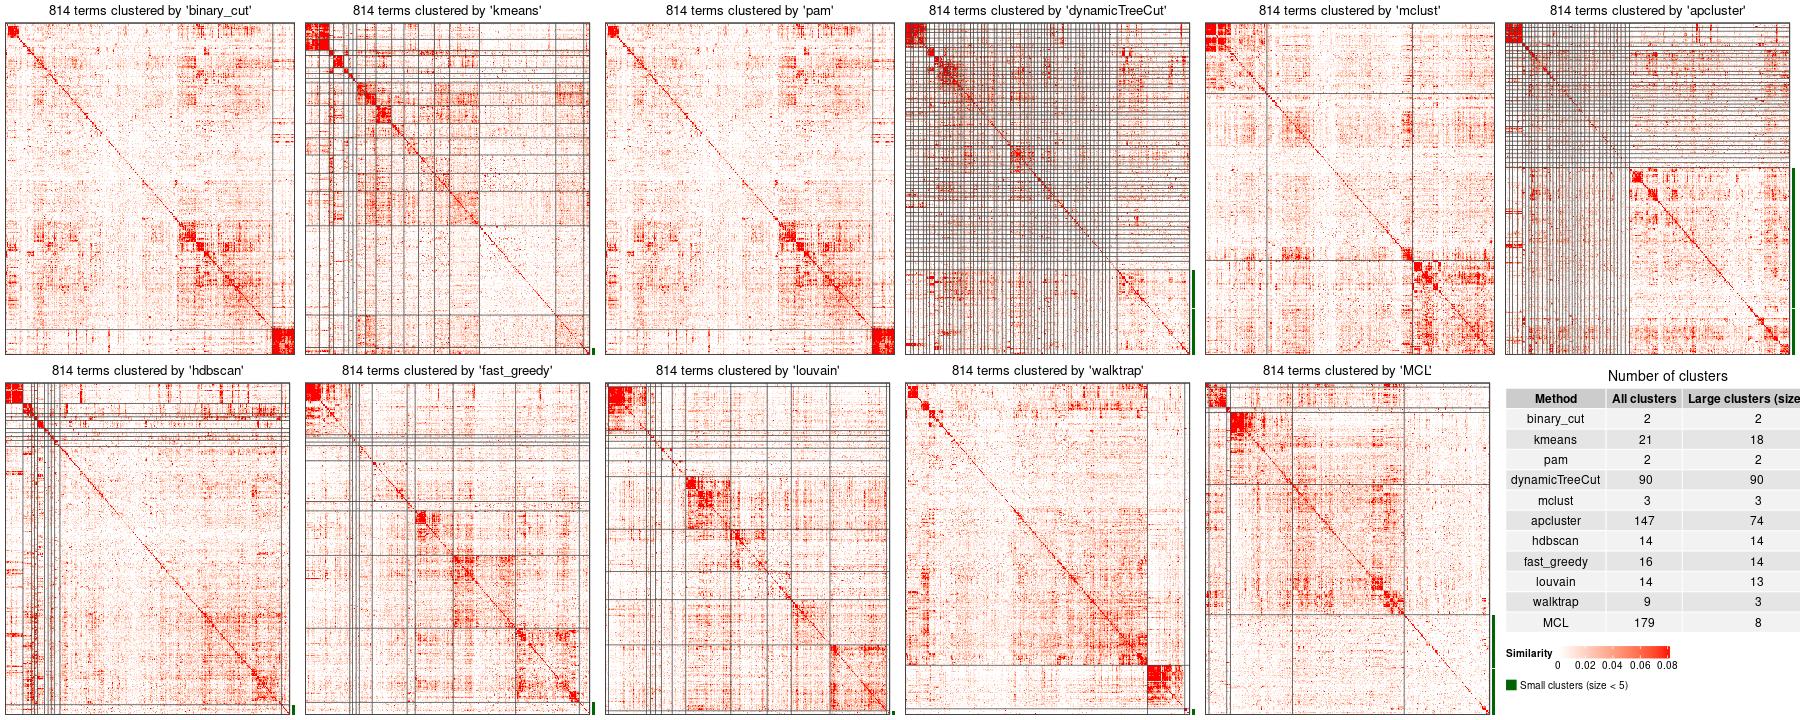 814 terms clustered by 'binary_cut'
814 terms clustered by 'kmeans'
814 terms clustered by 'pam'
814 terms clustered by 'dynamicTreeCut'
814 terms clustered by 'mclust'
814 terms clustered by 'apcluster'
814 terms clustered by 'hdbscan'
814 terms clustered by 'fast_greedy'
814 terms clustered by 'louvain'
814 terms clustered by 'walktrap'
814 terms clustered by 'MCL'
Number of clusters
Method All clusters Large clusters (size
binary_cut 2 2
kmeans 21 18
pam 2 2
dynamicTreeCut 90 90
mclust 3 3
apcluster 147 74
hdbscan 14 14
fast_greedy 16 14
louvain 14 13
walktrap 9 3
MCL 179 8
Similarity
0 0.02 0.04 0.06 0.08
Small clusters (size < 5)